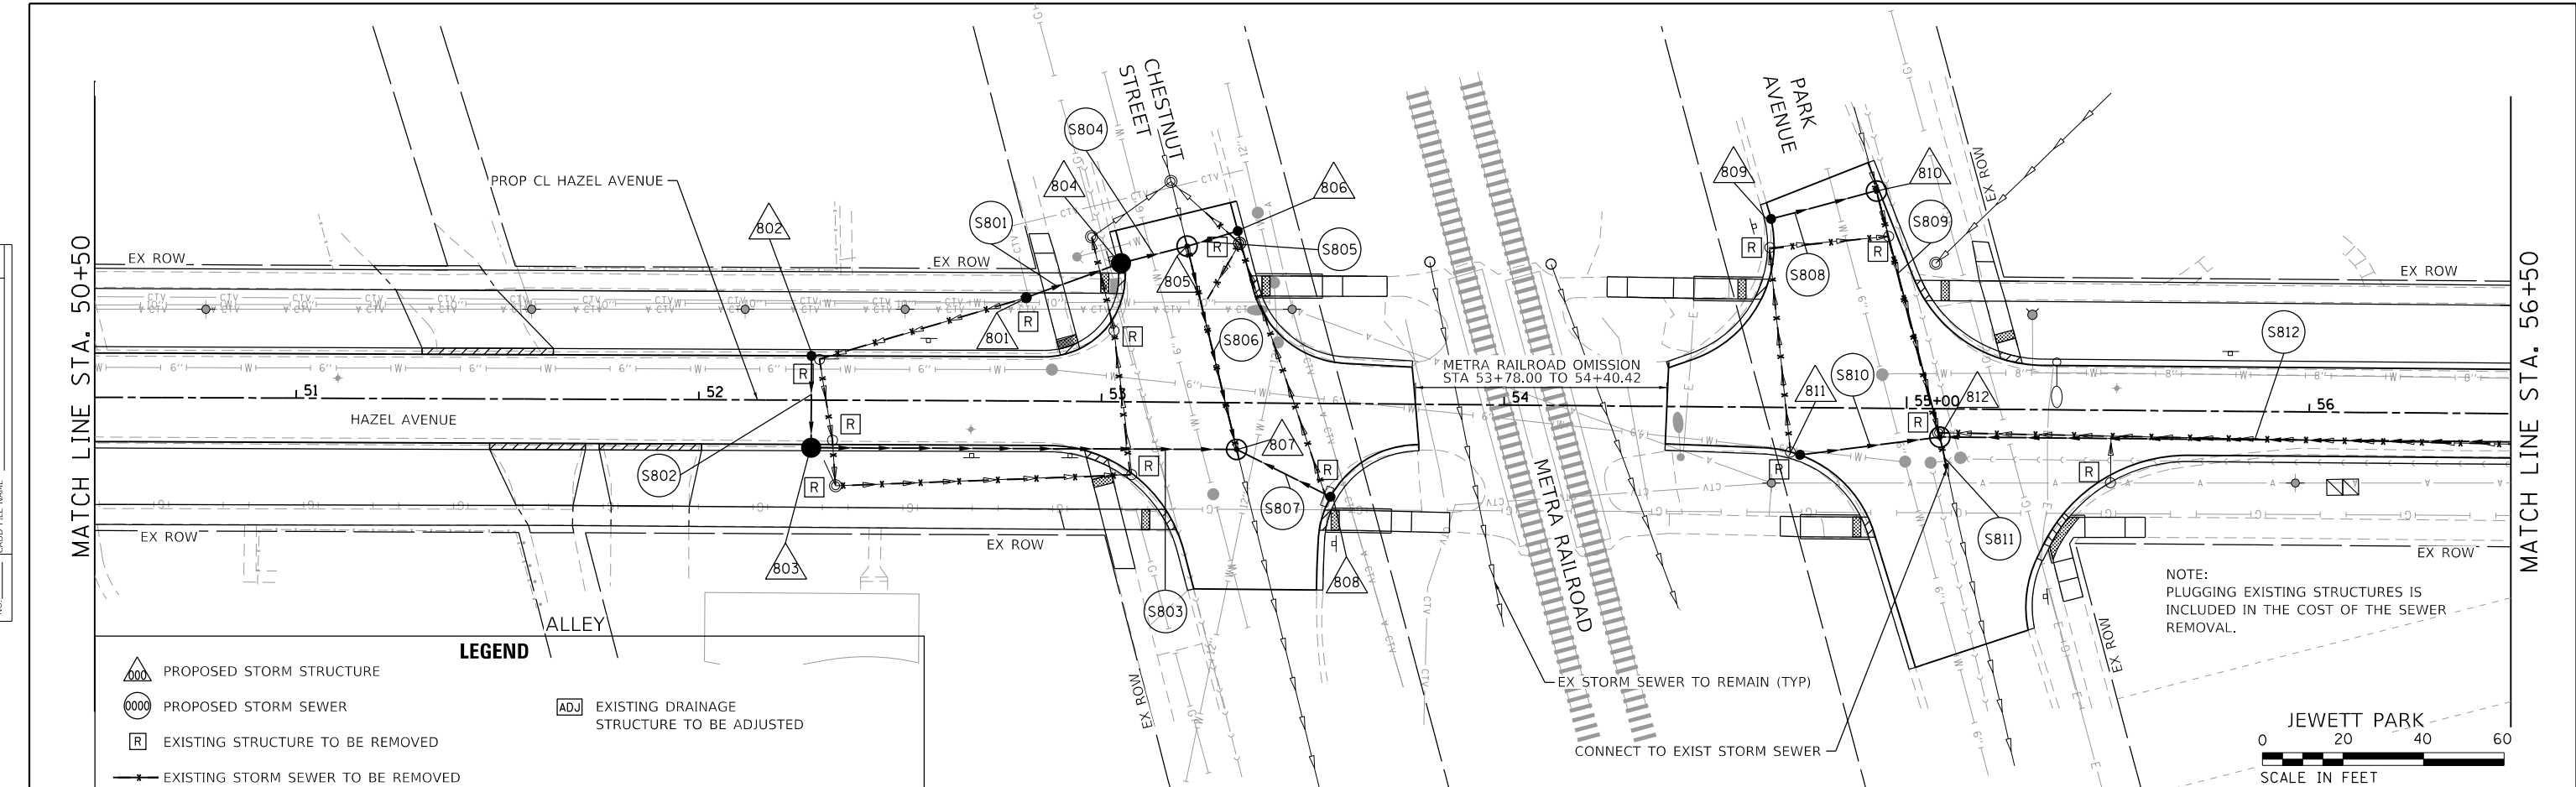 CHESTNUT
STREET
PARK
AVENUE
S804
804
806
809
810
EX ROW
PROP CL HAZEL AVENUE
802
S801
S805
S809
805
S808
EX ROW
EX ROW
EX ROW
MATCH LINE STA. 50+50
MATCH LINE STA. 56+50
801
S806
S812
R
R
R
R
R
R
R
R
R
R
R
R
R
METRA RAILROAD OMISSION
STA 53+78.00 TO 54+40.42
S810
811
812
51
52
53
54
55+00
56
HAZEL AVENUE
807
S802
S807
METRA RAILROAD
S811
EX ROW
EX ROW
EX ROW
803
808
S803
NOTE:
PLUGGING EXISTING STRUCTURES IS
INCLUDED IN THE COST OF THE SEWER
REMOVAL.
ALLEY
EX ROW
EX ROW
LEGEND
000 PROPOSED STORM STRUCTURE
0000 PROPOSED STORM SEWER
ADJ EXISTING DRAINAGE
STRUCTURE TO BE ADJUSTED
R EXISTING STRUCTURE TO BE REMOVED
EXISTING STORM SEWER TO BE REMOVED
EX STORM SEWER TO REMAIN (TYP)
CONNECT TO EXIST STORM SEWER
JEWETT PARK
0 20 40 60
SCALE IN FEET